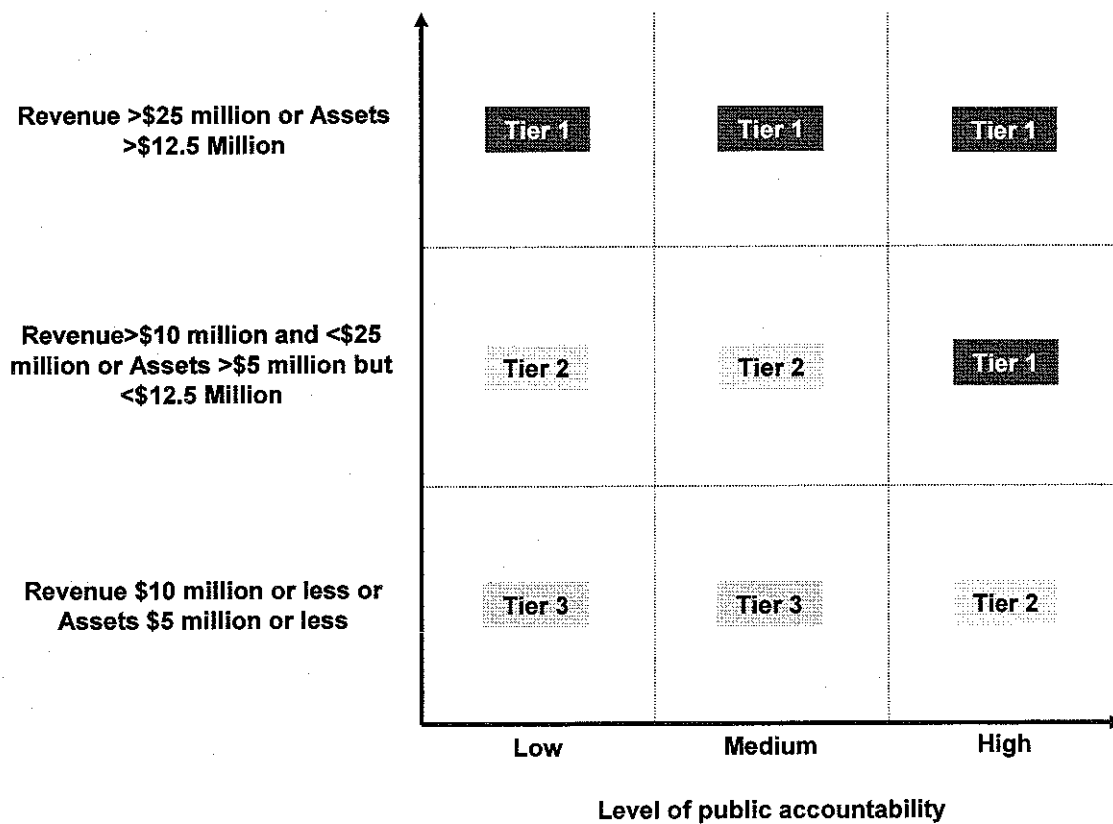 Revenue >$25 million or Assets
>$12.5 Million
Tier 1
Tier 1
Tier 1
Revenue>$10 million and <$25
million or Assets >$5 million but
<$12.5 Million
Tier 2
Tier 2
Tier 1
Revenue $10 million or less or
Assets $5 million or less
Tier 3
Tier 3
Tier 2
Low
Medium
High
Level of public accountability